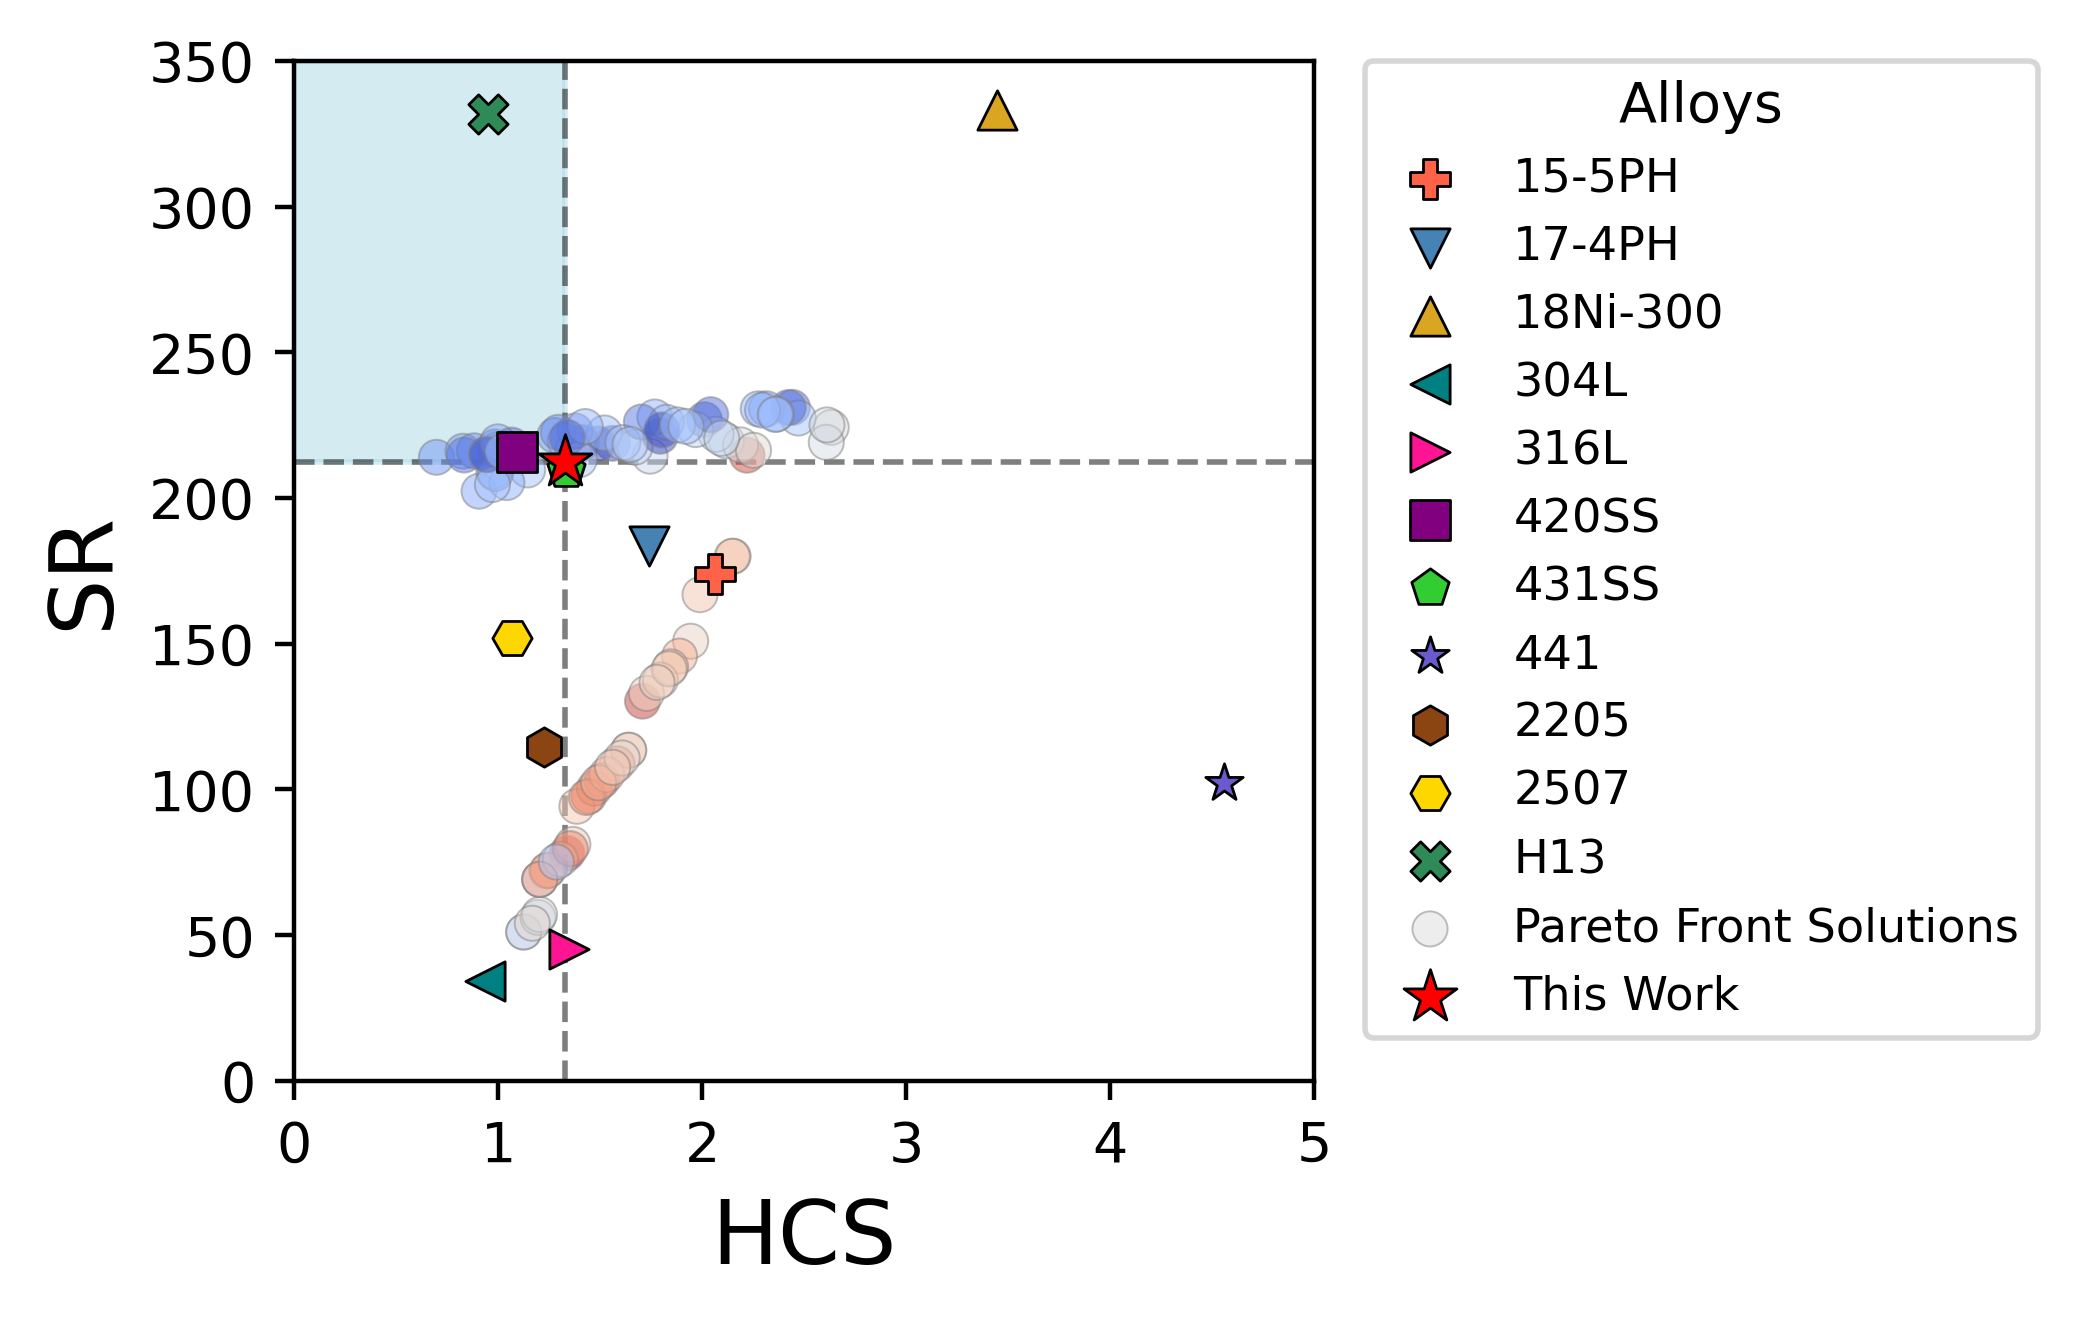 350
300
250
200
150
100
50
0
SR
0 1 2 3 4 5
HCS
Alloys
15-5PH
17-4PH
18Ni-300
304L
316L
420SS
431SS
441
2205
2507
H13
Pareto Front Solutions
This Work